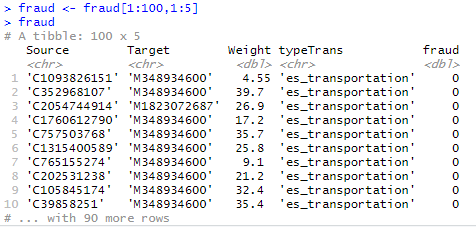 > fraud <- fraud[1:100,1:5]
> fraud
# A tibble: 100 x 5
   Source        Target        Weight typeTrans           fraud
   <chr>         <chr>          <dbl> <chr>               <dbl>
 1 'C1093826151' 'M348934600'    4.55 'es_transportation'     0
 2 'C352968107'  'M348934600'   39.7  'es_transportation'     0
 3 'C2054744914' 'M1823072687'  26.9  'es_transportation'     0
 4 'C1760612790' 'M348934600'   17.2  'es_transportation'     0
 5 'C757503768'  'M348934600'   35.7  'es_transportation'     0
 6 'C1315400589' 'M348934600'   25.8  'es_transportation'     0
 7 'C765155274'  'M348934600'    9.1  'es_transportation'     0
 8 'C202531238'  'M348934600'   21.2  'es_transportation'     0
 9 'C105845174'  'M348934600'   32.4  'es_transportation'     0
10 'C39858251'   'M348934600'   35.4  'es_transportation'     0
# ... with 90 more rows